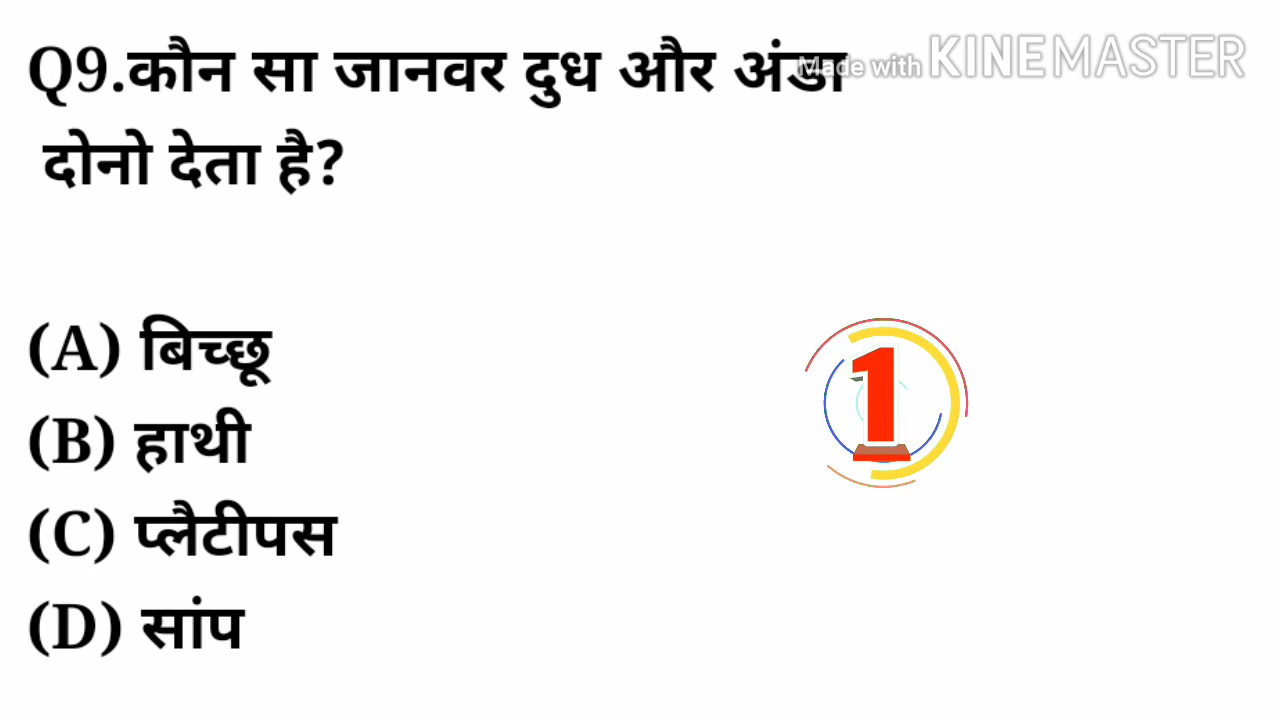 Q9.कौन सा जानवर दुध और अंडा
Made with KINEMASTER
दोनो देता है?
(A) बिच्छू
(B) हाथी
1
(C) प्लैटीपस
(D) सांप